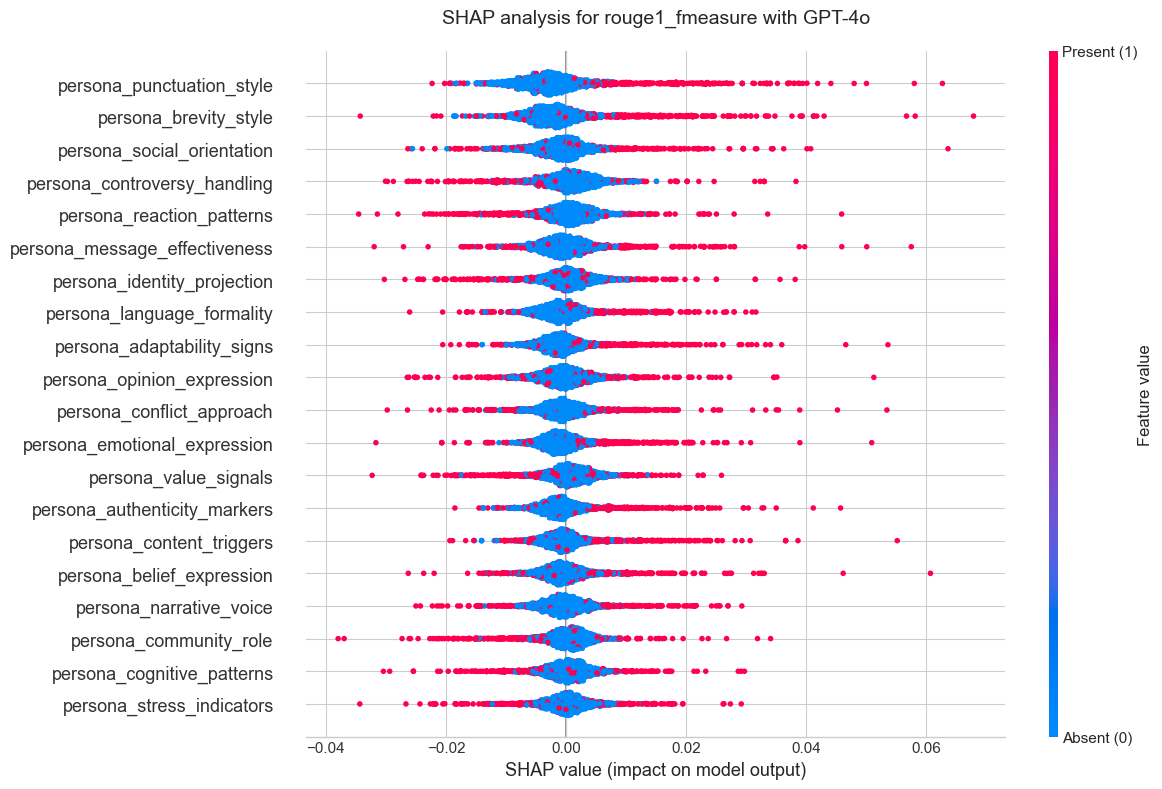 SHAP analysis for rouge1_fmeasure with GPT-4o
persona_punctuation_style
persona_brevity_style
persona_social_orientation
persona_controversy_handling
persona_reaction_patterns
persona_message_effectiveness
persona_identity_projection
persona_language_formality
persona_adaptability_signs
persona_opinion_expression
persona_conflict_approach
persona_emotional_expression
persona_value_signals
persona_authenticity_markers
persona_content_triggers
persona_belief_expression
persona_narrative_voice
persona_community_role
persona_cognitive_patterns
persona_stress_indicators
−0.04 −0.02 0.00 0.02 0.04 0.06
SHAP value (impact on model output)
Present (1)
Feature value
Absent (0)